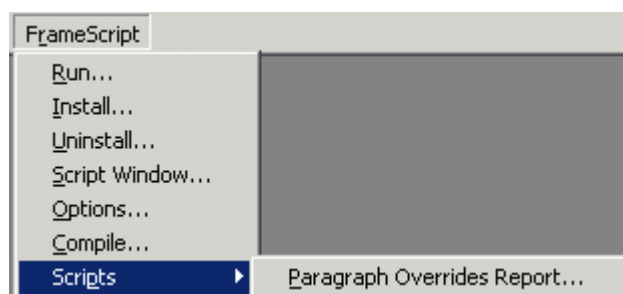 FrameScript
Run...
Install...
Uninstall...
Script Window...
Options...
Compile...
Scripts
Paragraph Overrides Report...